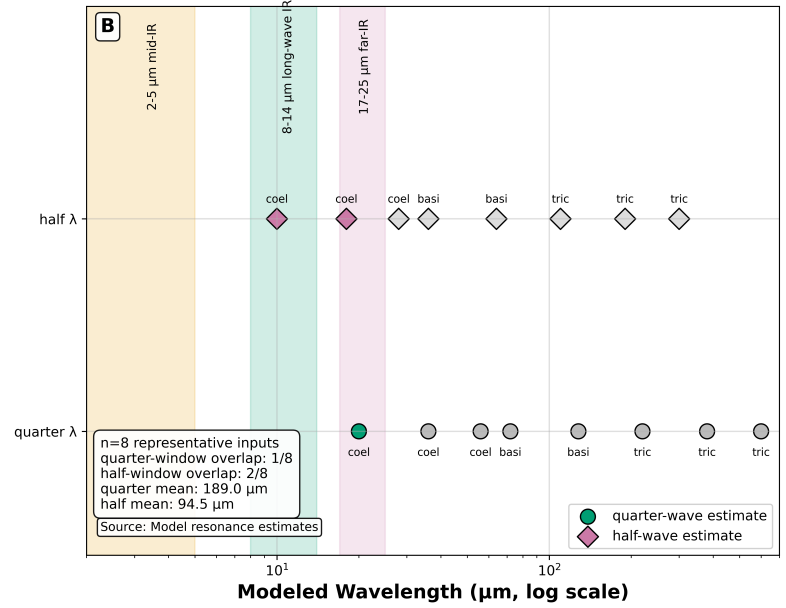 B
2-5 µm mid-IR
8-14 µm long-wave IR
17-25 µm far-IR
half λ
coel
coel
coel
basi
basi
tric
tric
tric
quarter λ
coel
coel
coel
basi
basi
tric
tric
tric
n=8 representative inputs
quarter-window overlap: 1/8
half-window overlap: 2/8
quarter mean: 189.0 µm
half mean: 94.5 µm
Source: Model resonance estimates
quarter-wave estimate
half-wave estimate
10¹
10²
Modeled Wavelength (µm, log scale)